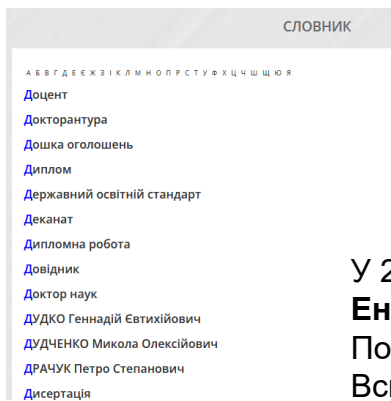 СЛОВНИК
А Б В Г Д Е Є Ж З І К Л М Н О П Р С Т У Ф Х Ц Ч Ш Щ Ю Я
Доцент
Докторантура
Дошка оголошень
Диплом
Державний освітній стандарт
Деканат
Дипломна робота
Довідник
Доктор наук
ДУДКО Геннадій Євтихійович
ДУДЧЕНКО Микола Олексійович
ДРАЧУК Петро Степанович
Дисертація
У 2
Ен
По